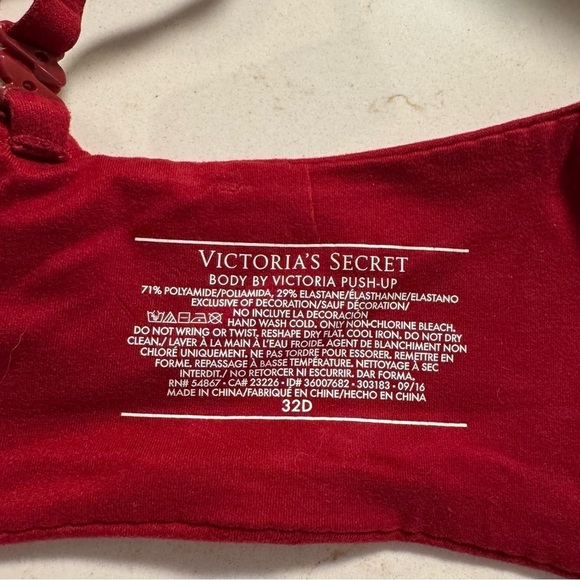 VICTORIA'S SECRET
BODY BY VICTORIA PUSH-UP
71% POLYAMIDE/POLIAMIDA, 29% ELASTANE/ÉLASTHANNE/ELASTANO
EXCLUSIVE OF DECORATION/SAUF DÉCORATION/
NO INCLUYE LA DECORACIÓN
HAND WASH COLD. ONLY NON-CHLORINE BLEACH.
DO NOT WRING OR TWIST. RESHAPE DRY FLAT. COOL IRON. DO NOT DRY
CLEAN./ LAVER À LA MAIN À L'EAU FROIDE. AGENT DE BLANCHIMENT NON
CHLORÉ UNIQUEMENT. NE PAS TORDRE POUR ESSORER. REMETTRE EN
FORME. REPASSAGE À BASSE TEMPÉRATURE. NETTOYAGE À SEC
INTERDIT./ NO RETORCER NI ESCURRIR. DAR FORMA.
RN# 54867 • CA# 23226 • ID# 36007682 • 303183 • 09/16
MADE IN CHINA/FABRIQUÉ EN CHINE/HECHO EN CHINA
32D